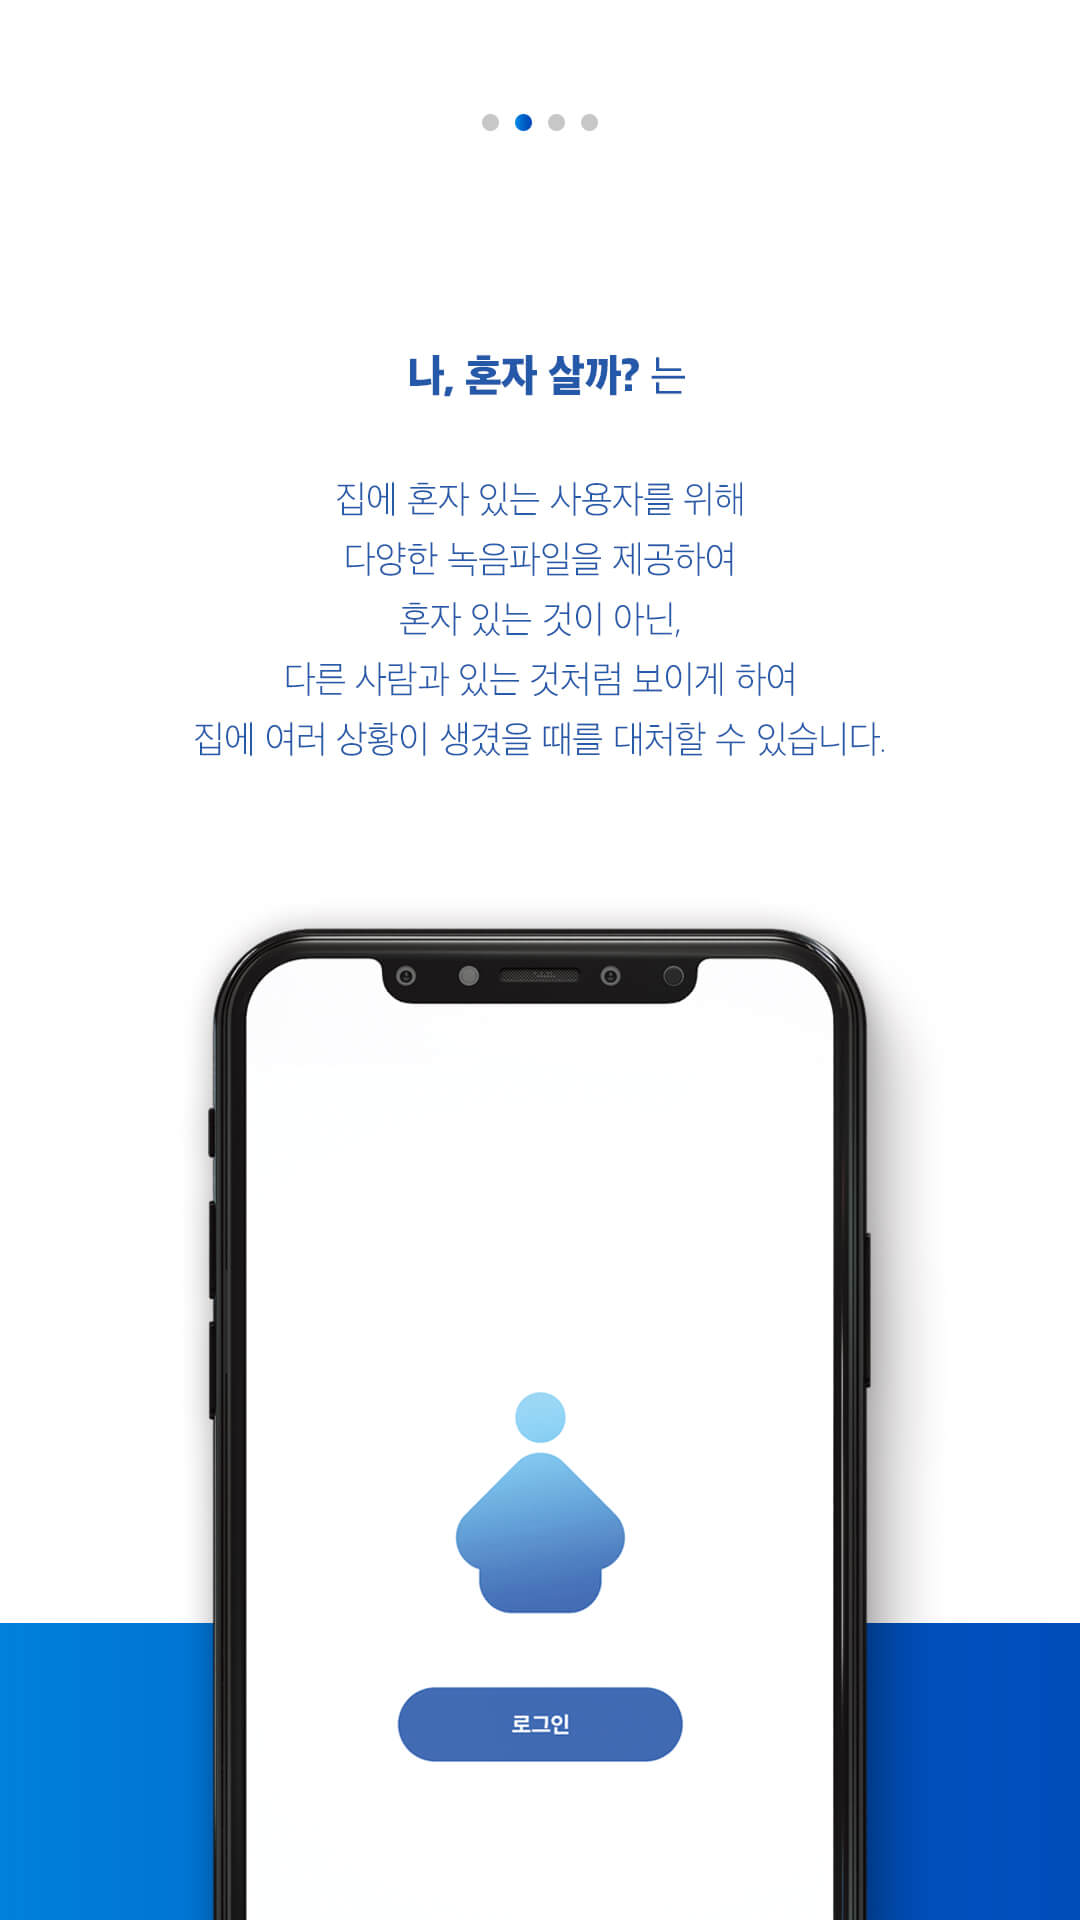 나, 혼자 살까? 는
집에 혼자 있는 사용자를 위해
다양한 녹음파일을 제공하여
혼자 있는 것이 아닌,
다른 사람과 있는 것처럼 보이게 하여
집에 여러 상황이 생겼을 때를 대처할 수 있습니다.
로그인